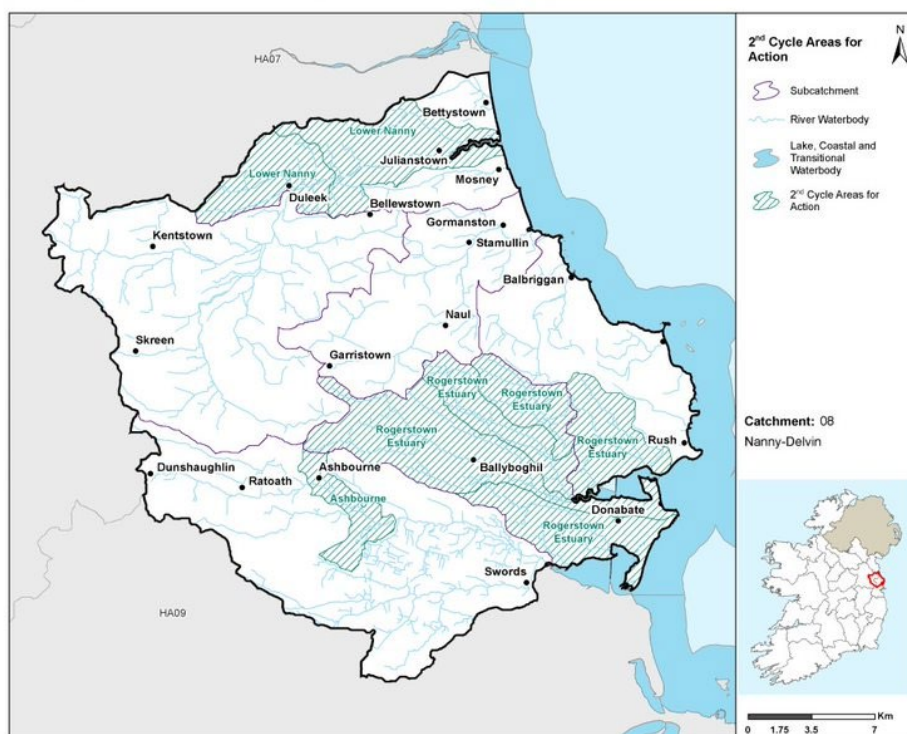 HA07
Bettystown
Lower Nanny
Julianstown
Lower Nanny
Mosney
Duleek
Bellewstown
Gormanston
Kentstown
Stamullin
Balbriggan
Naul
Skreen
Garristown
Rogerstown
Estuary
Rogerstown
Estuary
Rogerstown
Estuary
Rogerstown
Estuary
Rush
Dunshaughlin
Ashbourne
Ballyboghil
Ratoath
Ashbourne
Donabate
Rogerstown
Estuary
Swords
HA09
2nd Cycle Areas for
Action
N
Subcatchment
River Waterbody
Lake, Coastal and
Transitional
Waterbody
2nd Cycle Areas for
Action
Catchment: 08
Nanny-Delvin
Km
0 1.75 3.5 7